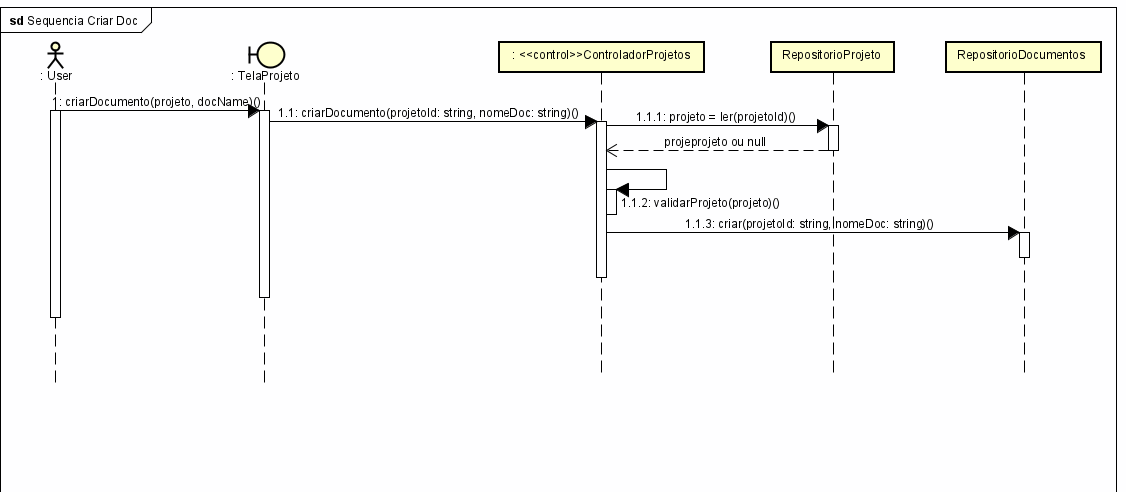 sd Sequencia Criar Doc
: User
: TelaProjeto
: <<control>>ControladorProjetos
RepositorioProjeto
RepositorioDocumentos
1: criarDocumento(projeto, docName)()
1.1: criarDocumento(projetoId: string, nomeDoc: string)()
1.1.1: projeto = ler(projetoId)()
projeprojeto ou null
1.1.2: validarProjeto(projeto)()
1.1.3: criar(projetoId: string, nomeDoc: string)()